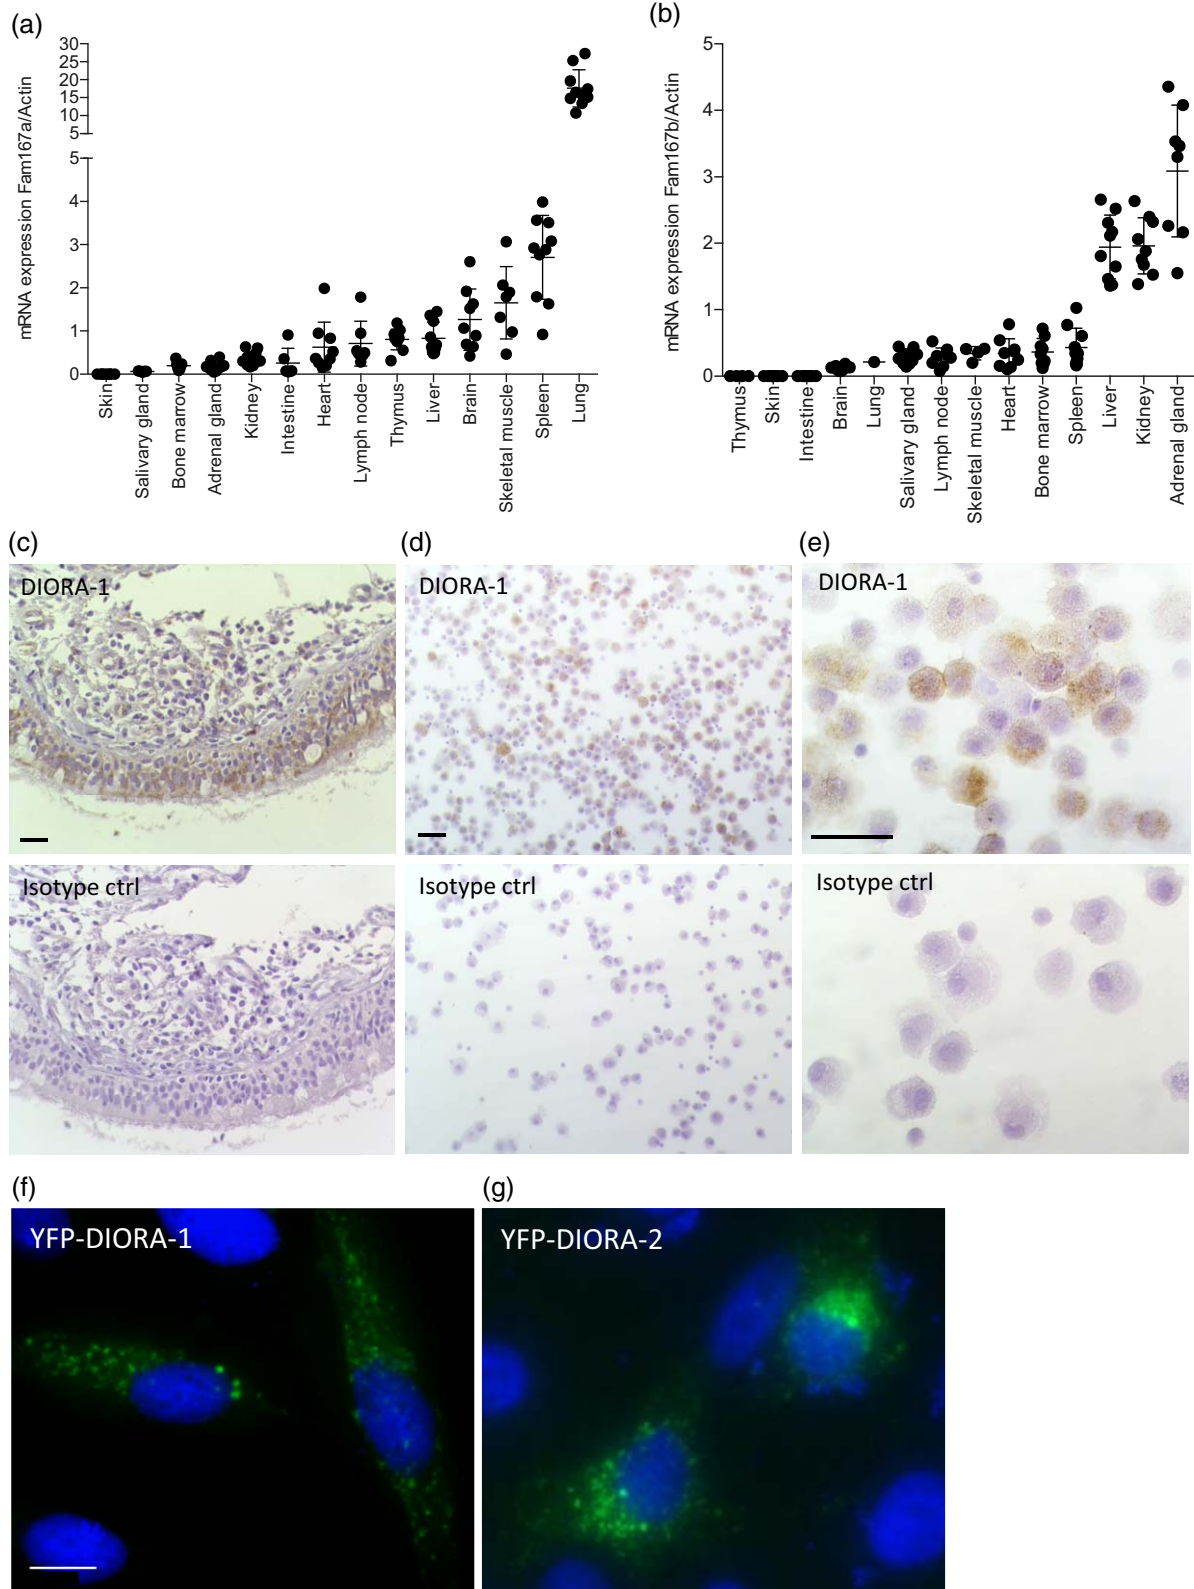 (a)
mRNA expression Fam167a/Actin
30
25
20
15
10
5
5
4
3
2
1
0
Skin
Salivary gland
Bone marrow
Adrenal gland
Kidney
Intestine
Heart
Lymph node
Thymus
Liver
Brain
Skeletal muscle
Spleen
Lung
(b)
mRNA expression Fam167b/Actin
5
4
3
2
1
0
Thymus
Skin
Intestine
Brain
Lung
Salivary gland
Lymph node
Skeletal muscle
Heart
Bone marrow
Spleen
Liver
Kidney
Adrenal gland
(c)
DIORA-1
Isotype ctrl
(d)
DIORA-1
Isotype ctrl
(e)
DIORA-1
Isotype ctrl
(f)
YFP-DIORA-1
(g)
YFP-DIORA-2